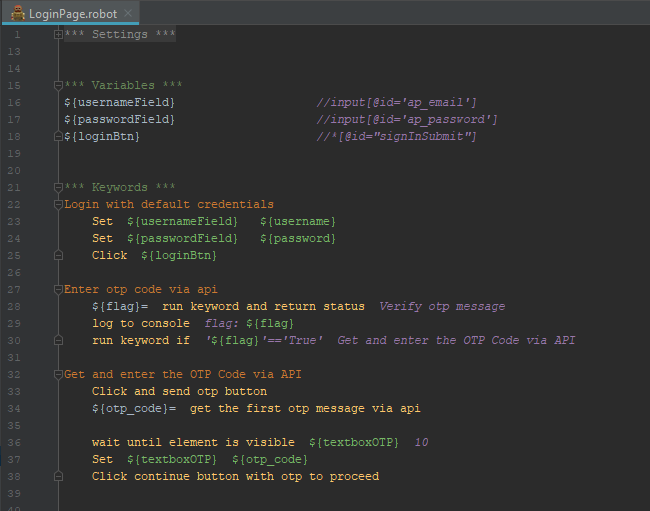 LoginPage.robot
1 *** Settings ***
13
14
15 *** Variables ***
16 ${usernameField} //input[@id='ap_email']
17 ${passwordField} //input[@id='ap_password']
18 ${loginBtn} //*[@id="signInSubmit"]
19
20
21 *** Keywords ***
22 Login with default credentials
23 Set ${usernameField} ${username}
24 Set ${passwordField} ${password}
25 Click ${loginBtn}
26
27 Enter otp code via api
28 ${flag}= run keyword and return status Verify otp message
29 log to console flag: ${flag}
30 run keyword if '${flag}'=='True' Get and enter the OTP Code via API
31
32 Get and enter the OTP Code via API
33 Click and send otp button
34 ${otp_code}= get the first otp message via api
35
36 wait until element is visible ${textboxOTP} 10
37 Set ${textboxOTP} ${otp_code}
38 Click continue button with otp to proceed
39